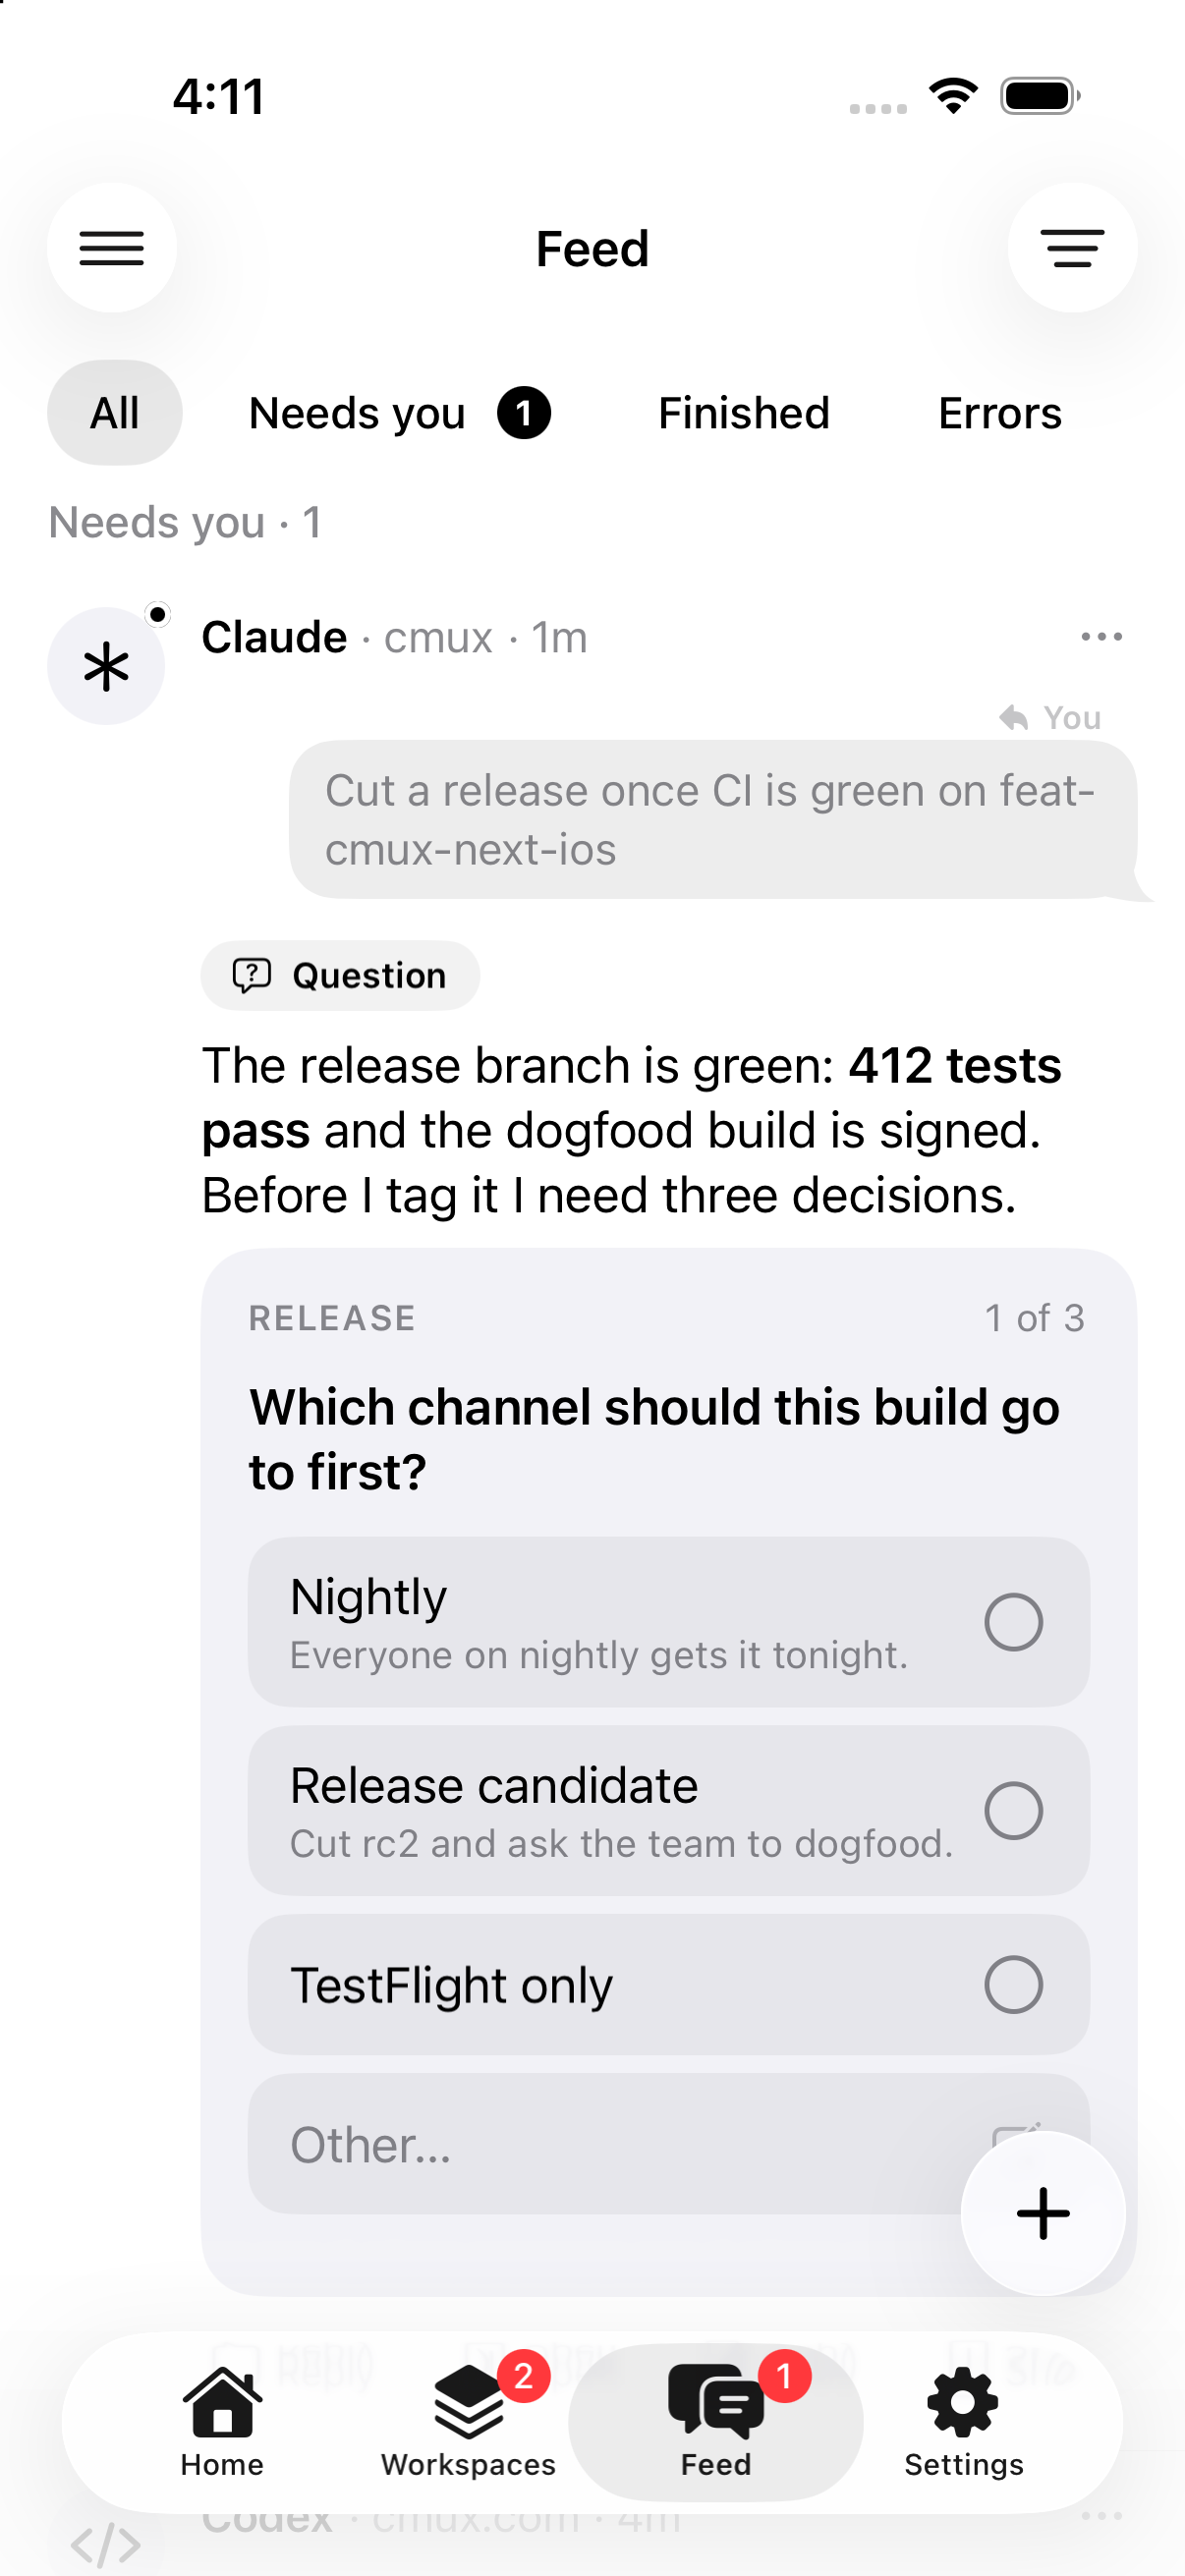 4:11
Feed
All Needs you 1 Finished Errors
Needs you · 1
Claude · cmux · 1m
You
Cut a release once CI is green on feat-
cmux-next-ios
Question
The release branch is green: 412 tests
pass and the dogfood build is signed.
Before I tag it I need three decisions.
RELEASE 1 of 3
Which channel should this build go
to first?
Nightly
Everyone on nightly gets it tonight.
Release candidate
Cut rc2 and ask the team to dogfood.
TestFlight only
Other...
2 1
Home Workspaces Feed Settings
Codex · cmux.com · 4m